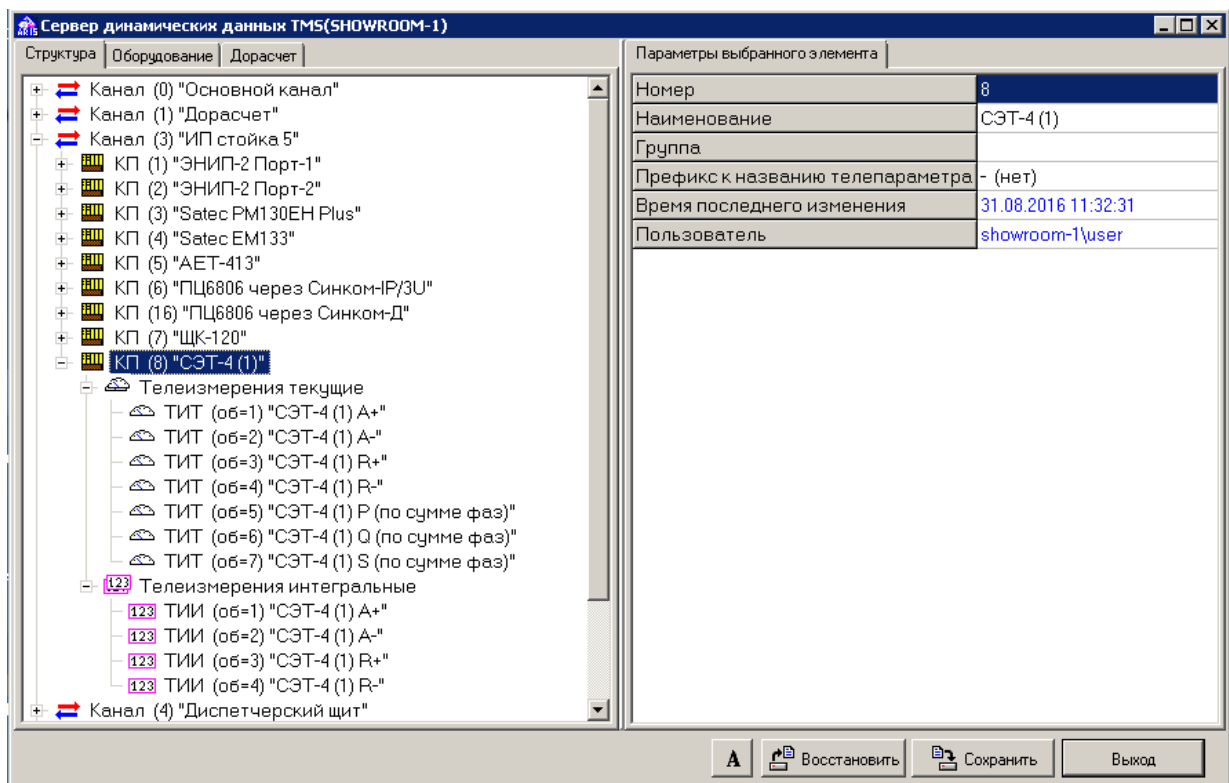 Сервер динамических данных TMS(SHOWROOM-1)
Структура Оборудование Дорасчет
Параметры выбранного элемента
Канал (0) "Основной канал"
Канал (1) "Дорасчет"
Канал (3) "ИП стойка 5"
КП (1) "ЭНИП-2 Порт-1"
КП (2) "ЭНИП-2 Порт-2"
КП (3) "Satec PM130EH Plus"
КП (4) "Satec EM133"
КП (5) "AET-413"
КП (6) "ПЦ6806 через Синком-IP/3U"
КП (16) "ПЦ6806 через Синком-Д"
КП (7) "ЩК-120"
КП (8) "СЭТ-4 (1)"
Телеизмерения текущие
ТИТ (об=1) "СЭТ-4 (1) A+"
ТИТ (об=2) "СЭТ-4 (1) A-"
ТИТ (об=3) "СЭТ-4 (1) R+"
ТИТ (об=4) "СЭТ-4 (1) R-"
ТИТ (об=5) "СЭТ-4 (1) P (по сумме фаз)"
ТИТ (об=6) "СЭТ-4 (1) Q (по сумме фаз)"
ТИТ (об=7) "СЭТ-4 (1) S (по сумме фаз)"
123 Телеизмерения интегральные
123 ТИИ (об=1) "СЭТ-4 (1) A+"
123 ТИИ (об=2) "СЭТ-4 (1) A-"
123 ТИИ (об=3) "СЭТ-4 (1) R+"
123 ТИИ (об=4) "СЭТ-4 (1) R-"
Канал (4) "Диспетчерский щит"
Номер 8
Наименование СЭТ-4 (1)
Группа
Префикс к названию телепараметра - (нет)
Время последнего изменения 31.08.2016 11:32:31
Пользователь showroom-1\user
A Восстановить Сохранить Выход